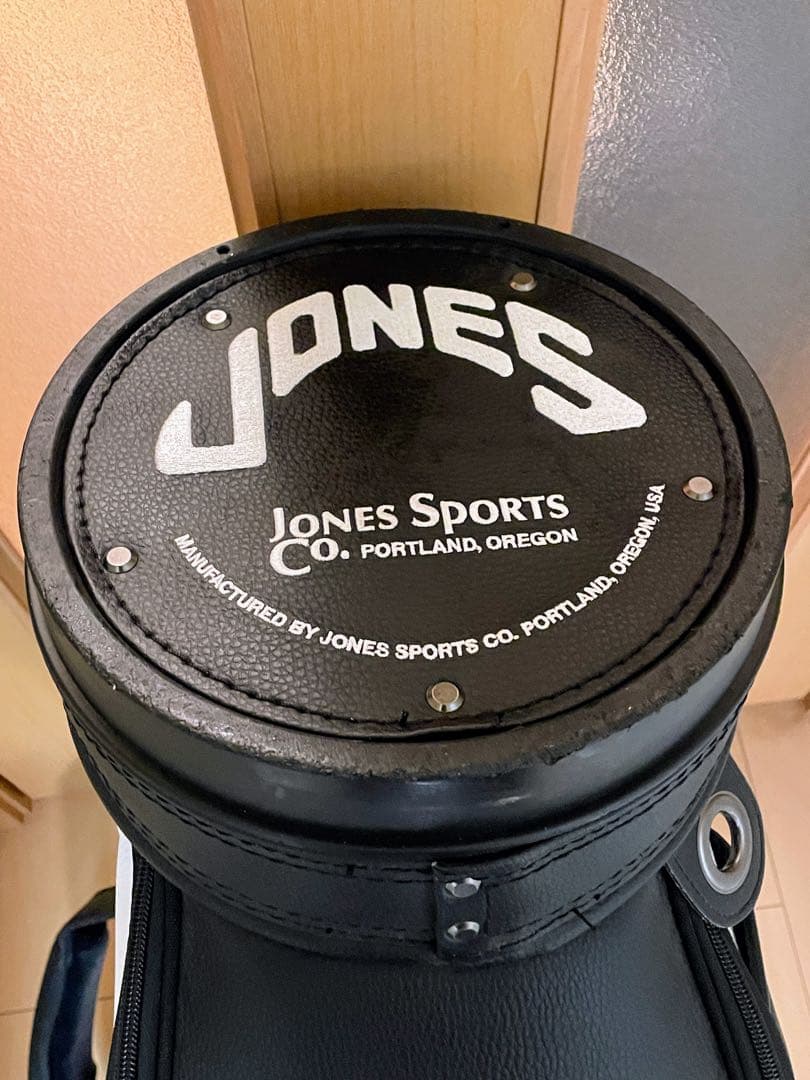 JONES
JONES SPORTS
CO. PORTLAND, OREGON
MANUFACTURED BY JONES SPORTS CO. PORTLAND, OREGON, USA